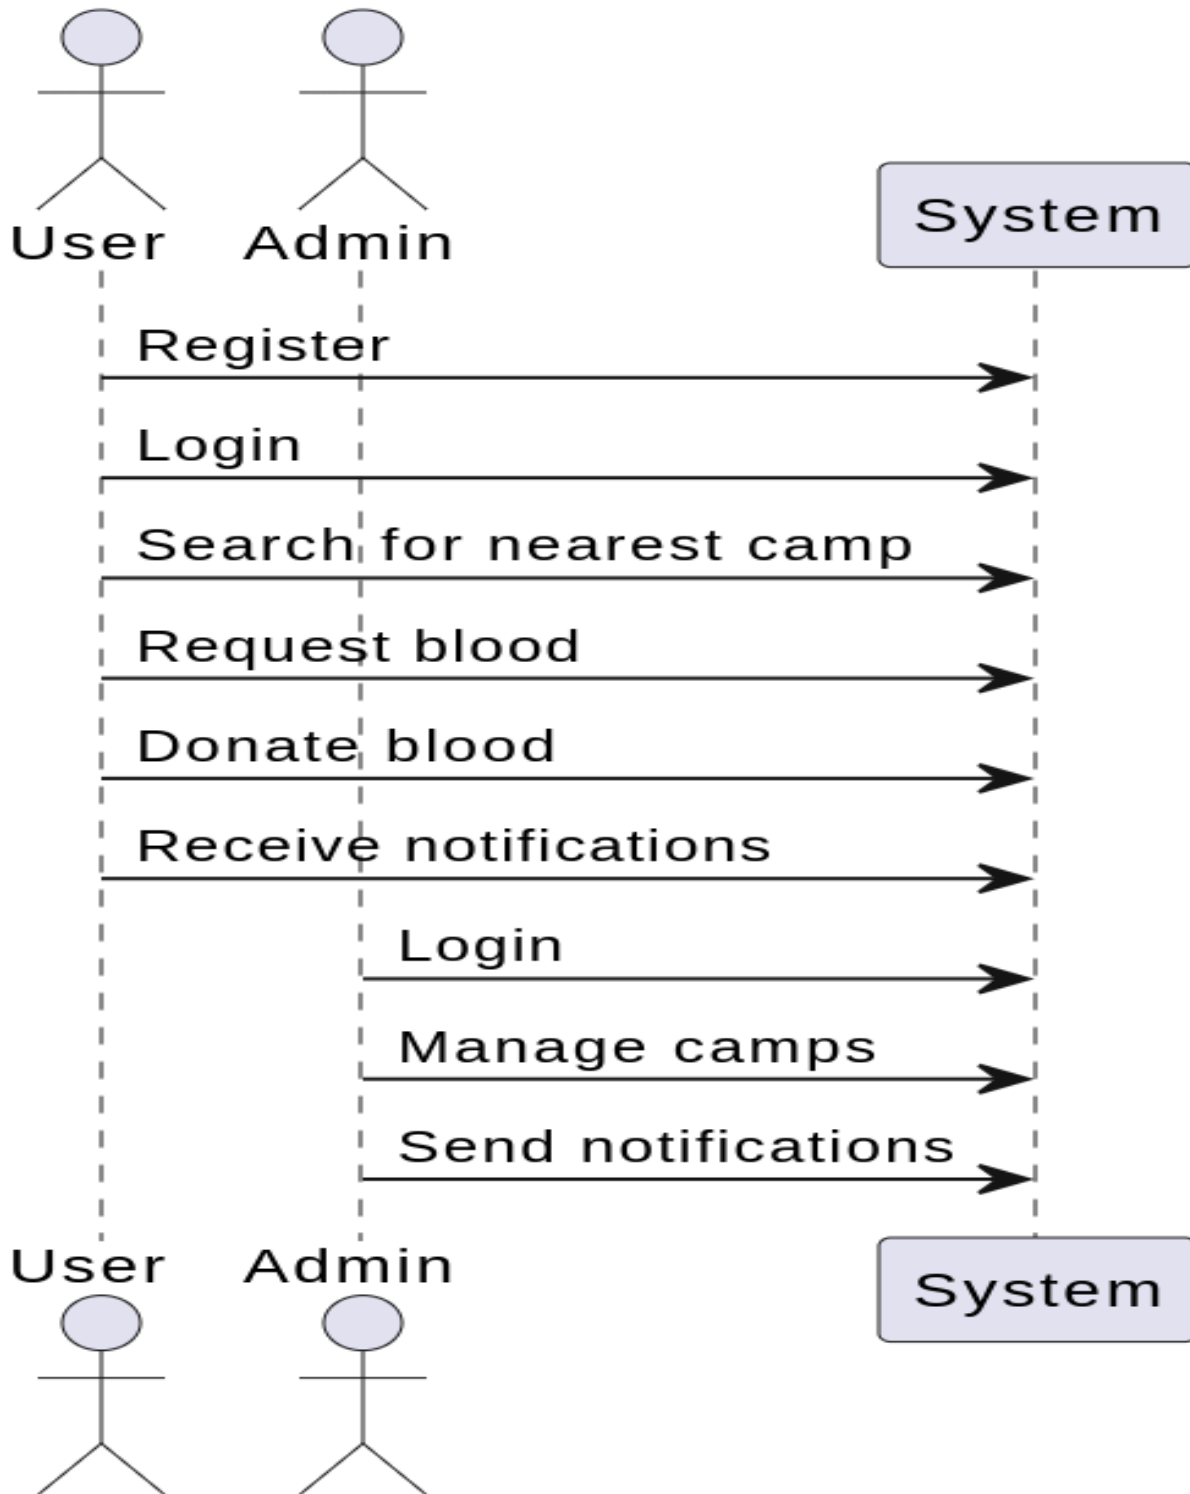 User
Admin
System
Register
Login
Search for nearest camp
Request blood
Donate blood
Receive notifications
Login
Manage camps
Send notifications
User
Admin
System